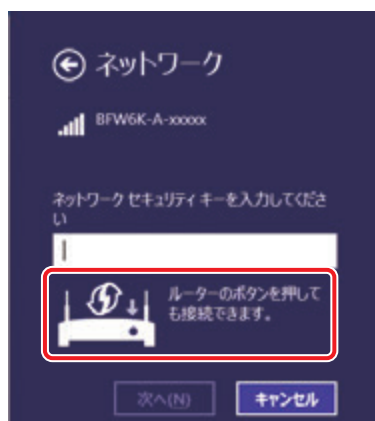 ネットワーク
BFW6K-A-xxxxx
ネットワーク セキュリティ キーを入力してくださ
い
ルーターのボタンを押して
も接続できます。
次へ(N)
キャンセル